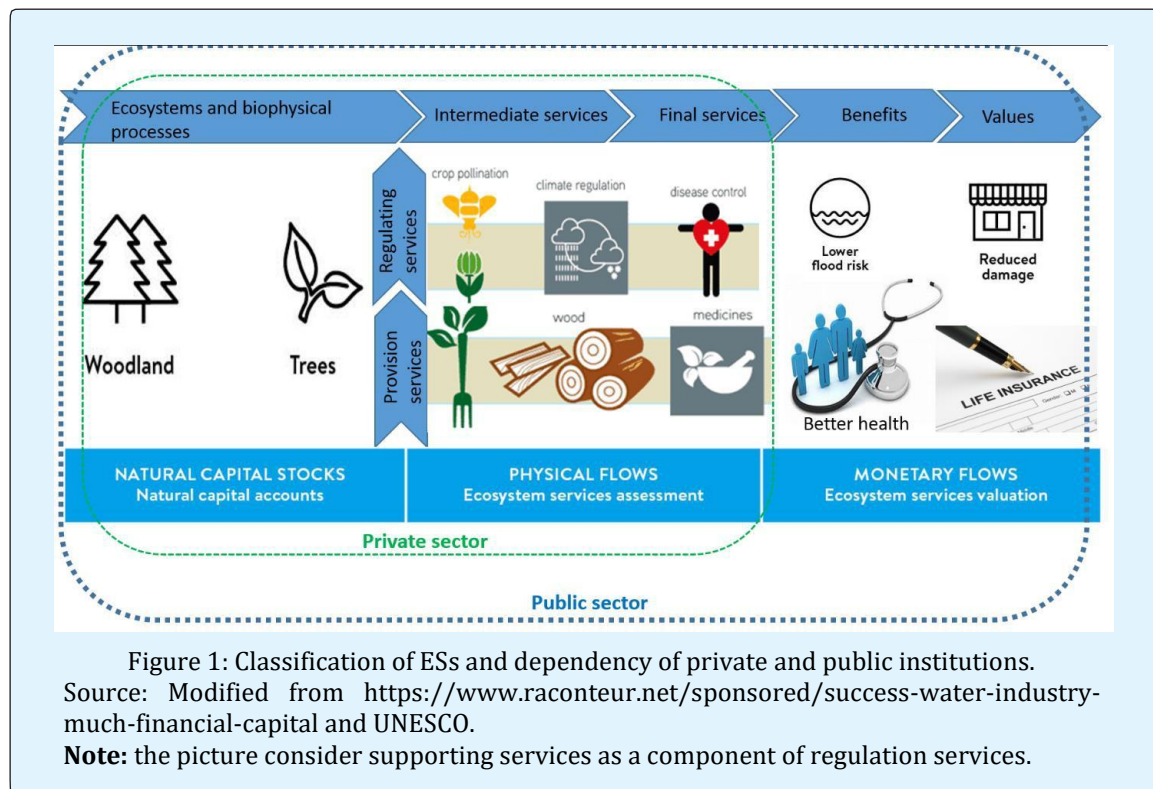 Ecosystems and biophysical
processes
Intermediate services
Final services
Benefits
Values
Regulating
services
Provision
services
crop pollination
climate regulation
disease control
wood
medicines
Woodland
Trees
Lower
flood risk
Reduced
damage
Better health
LIFE INSURANCE
NATURAL CAPITAL STOCKS
Natural capital accounts
PHYSICAL FLOWS
Ecosystem services assessment
MONETARY FLOWS
Ecosystem services valuation
Private sector
Public sector
Figure 1: Classification of ESs and dependency of private and public institutions.
Source: Modified from https://www.raconteur.net/sponsored/success-water-industry-
much-financial-capital and UNESCO.
Note: the picture consider supporting services as a component of regulation services.